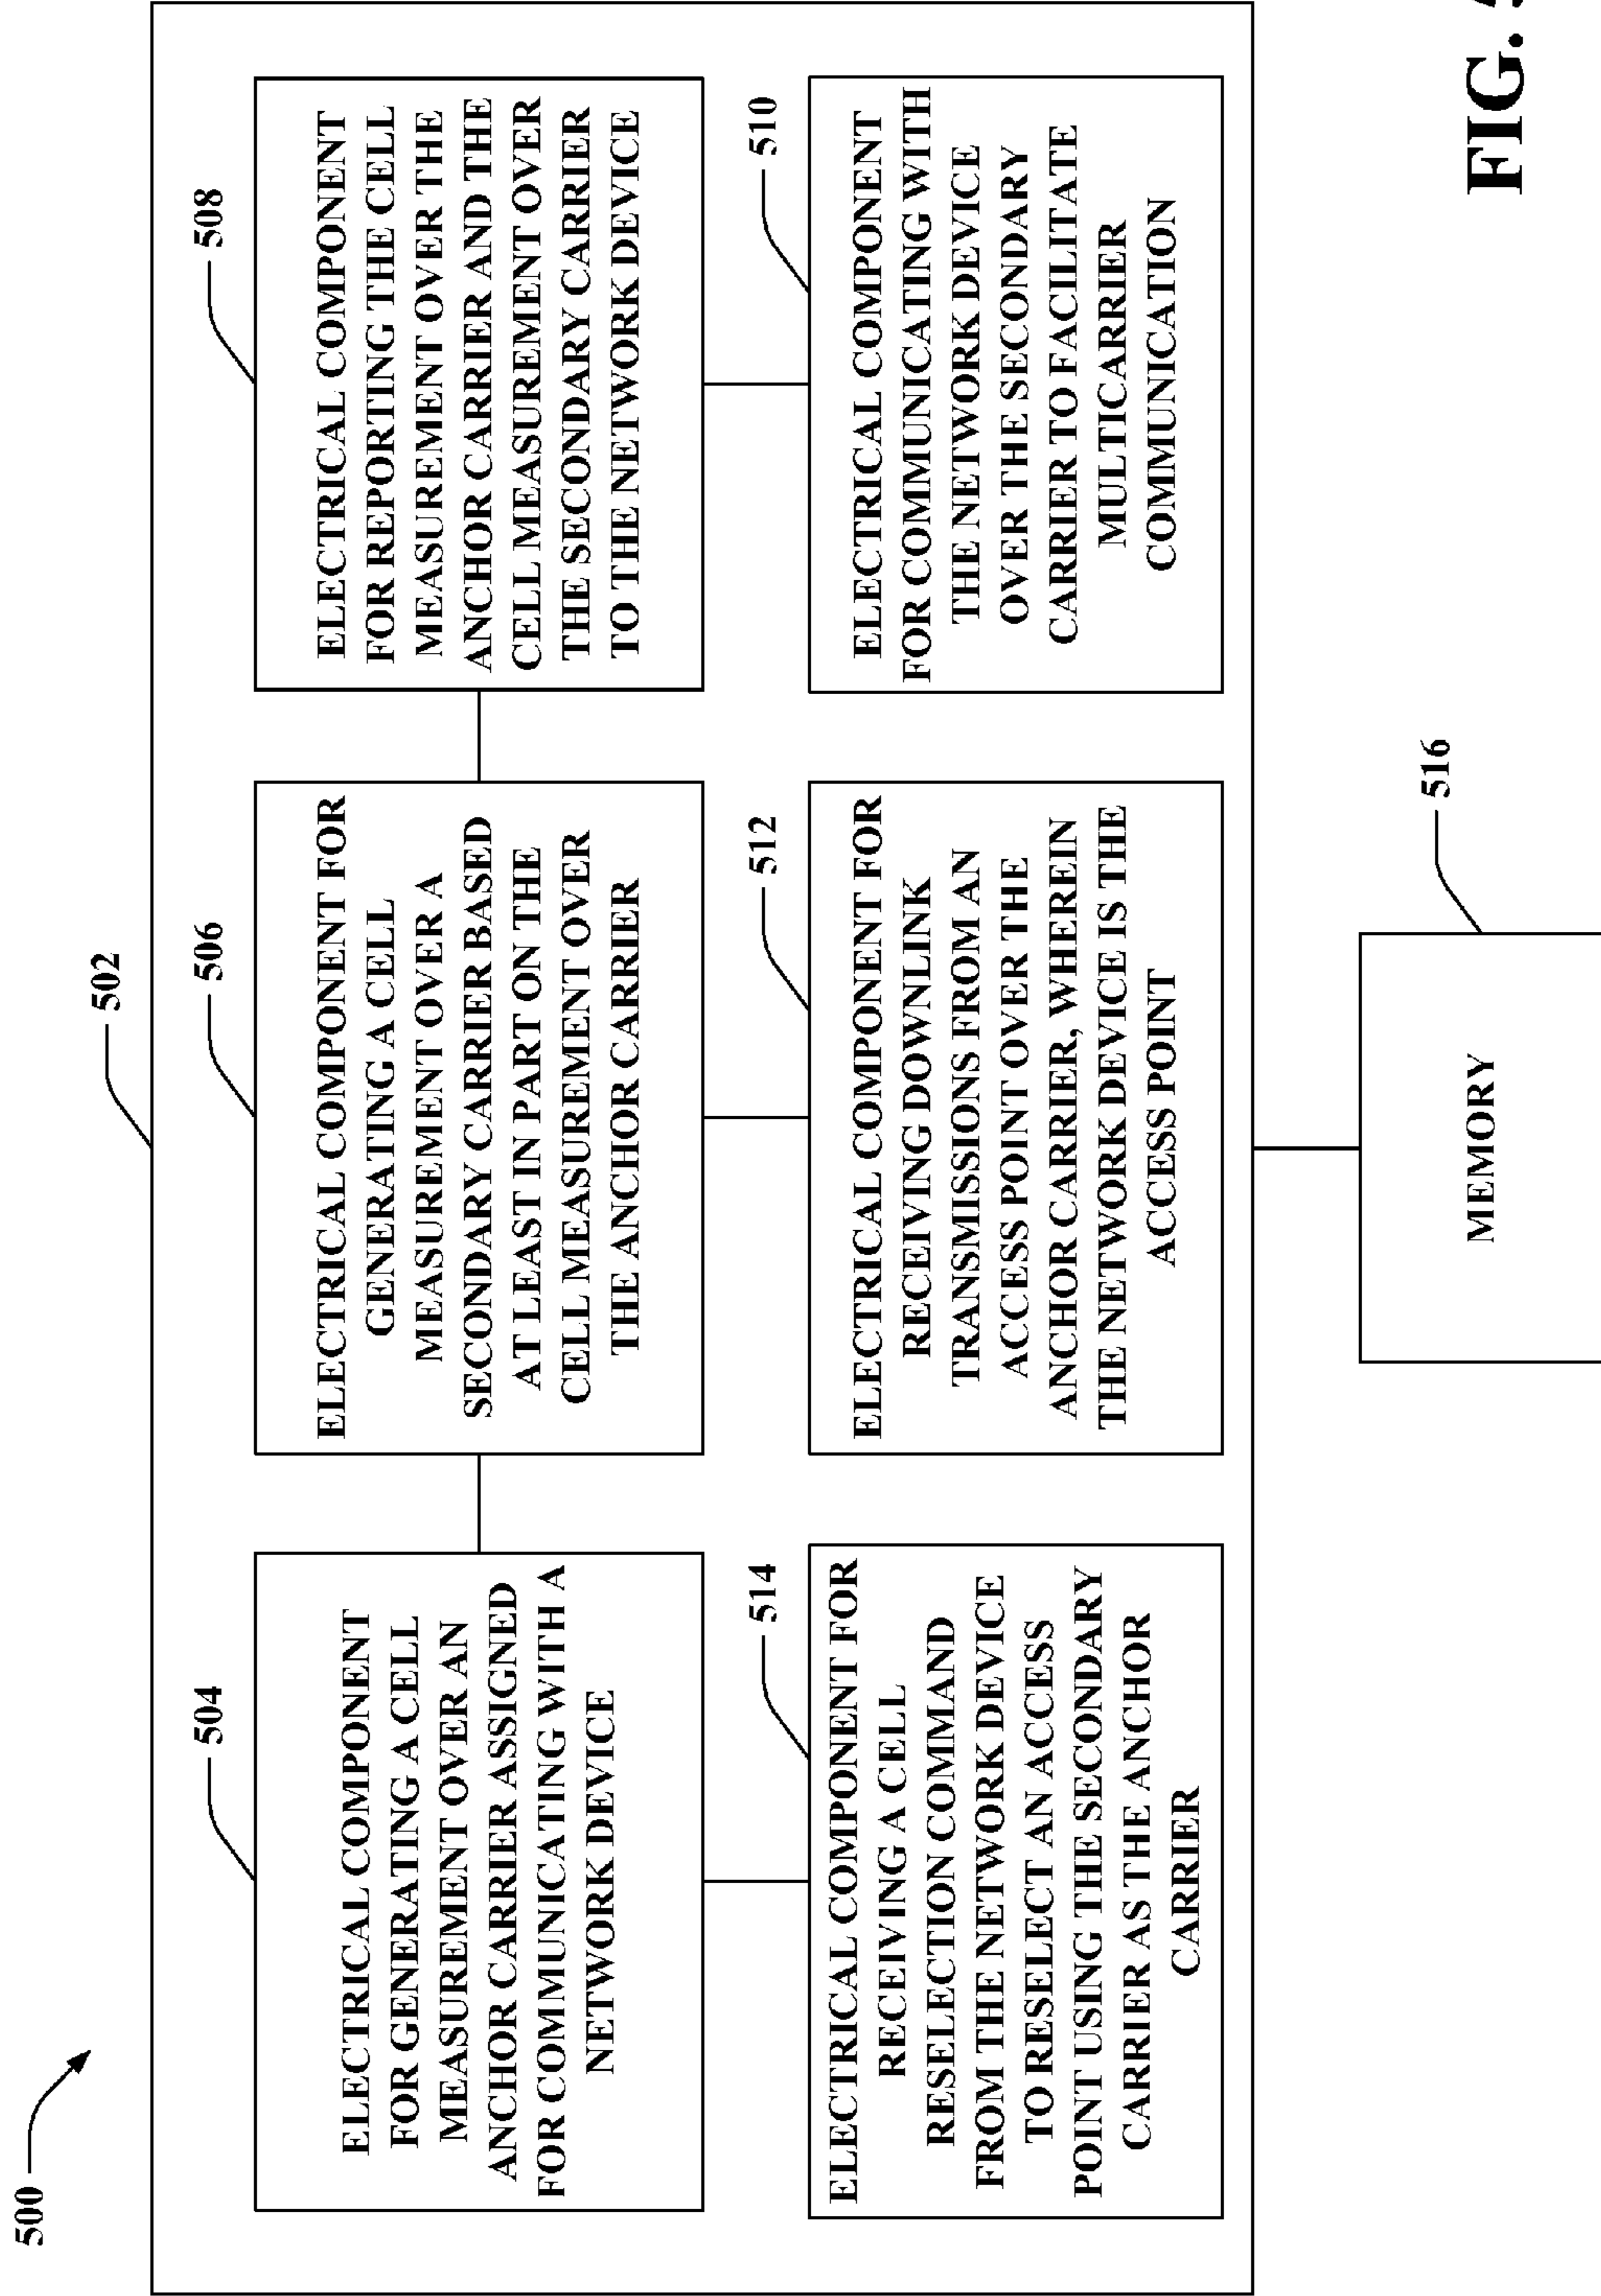 500
502
504
ELECTRICAL COMPONENT
FOR GENERATING A CELL
MEASUREMENT OVER AN
ANCHOR CARRIER ASSIGNED
FOR COMMUNICATING WITH A
NETWORK DEVICE
506
ELECTRICAL COMPONENT FOR
GENERATING A CELL
MEASUREMENT OVER A
SECONDARY CARRIER BASED
AT LEAST IN PART ON THE
CELL MEASUREMENT OVER
THE ANCHOR CARRIER
508
ELECTRICAL COMPONENT
FOR REPORTING THE CELL
MEASUREMENT OVER THE
ANCHOR CARRIER AND THE
CELL MEASUREMENT OVER
THE SECONDARY CARRIER
TO THE NETWORK DEVICE
514
ELECTRICAL COMPONENT FOR
RECEIVING A CELL
RESELECTION COMMAND
FROM THE NETWORK DEVICE
TO RESELECT AN ACCESS
POINT USING THE SECONDARY
CARRIER AS THE ANCHOR
CARRIER
512
ELECTRICAL COMPONENT FOR
RECEIVING DOWNLINK
TRANSMISSIONS FROM AN
ACCESS POINT OVER THE
ANCHOR CARRIER, WHEREIN
THE NETWORK DEVICE IS THE
ACCESS POINT
510
ELECTRICAL COMPONENT
FOR COMMUNICATING WITH
THE NETWORK DEVICE
OVER THE SECONDARY
CARRIER TO FACILITATE
MULTICARRIER
COMMUNICATION
516
MEMORY
FIG.